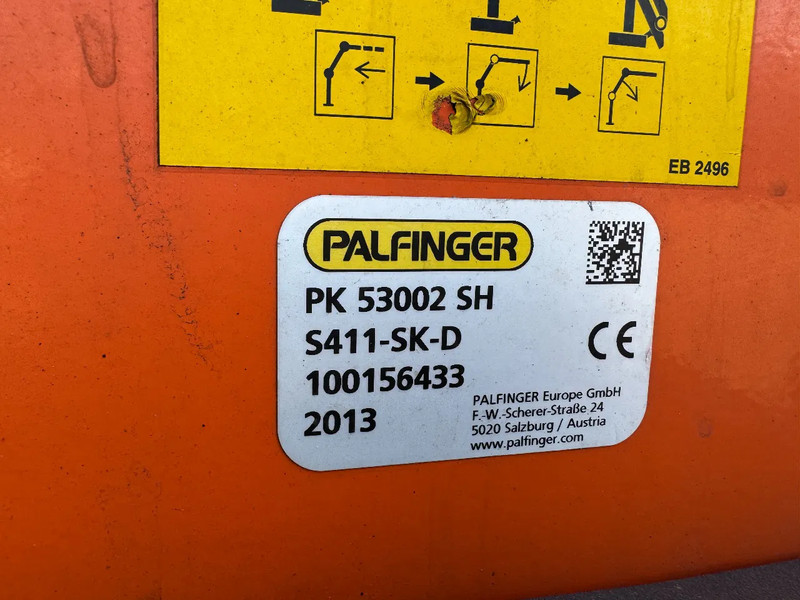 EB 2496
PALFINGER
PK 53002 SH
S411-SK-D
100156433
2013
CE
PALFINGER Europe GmbH
F.-W.-Scherer-Straße 24
5020 Salzburg / Austria
www.palfinger.com